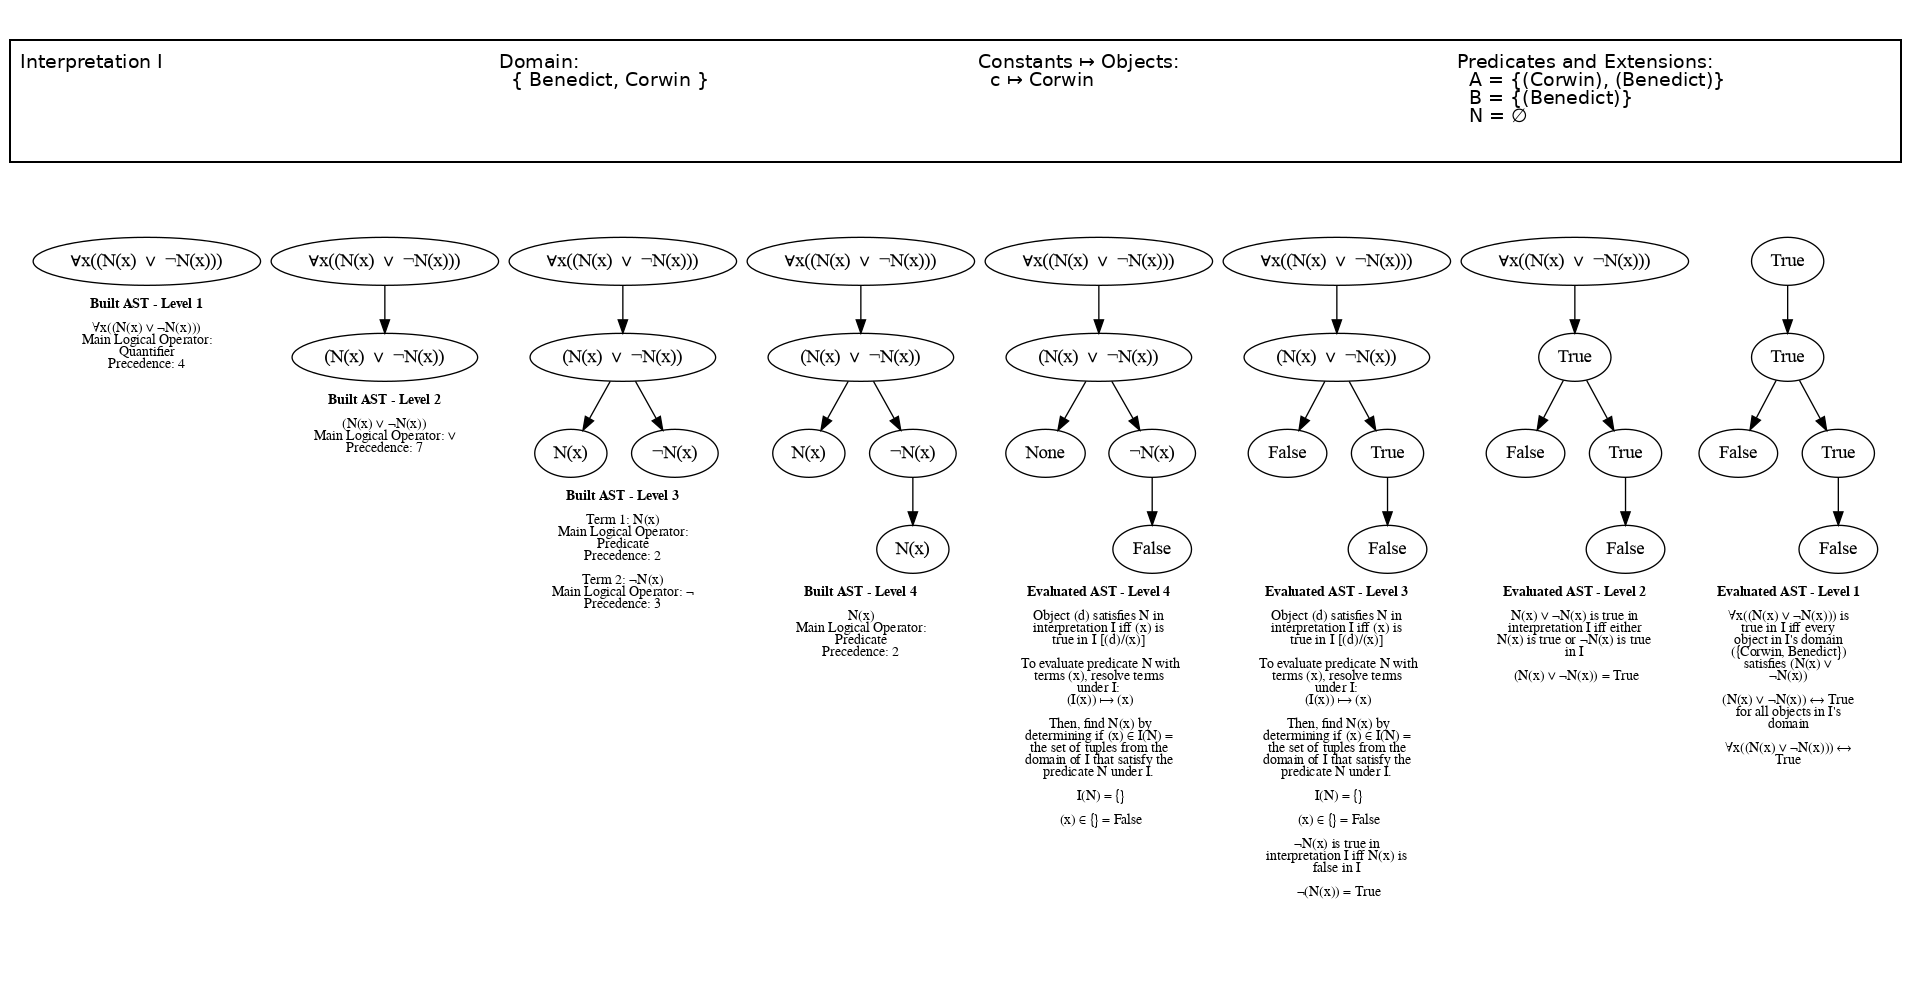 Interpretation I
Domain:
{ Benedict, Corwin }
Constants ↦ Objects:
c ↦ Corwin
Predicates and Extensions:
A = {(Corwin), (Benedict)}
B = {(Benedict)}
N = ∅
∀x((N(x) ∨ ¬N(x)))
Built AST - Level 1
∀x((N(x) ∨ ¬N(x)))
Main Logical Operator:
Quantifier
Precedence: 4
∀x((N(x) ∨ ¬N(x)))
(N(x) ∨ ¬N(x))
Built AST - Level 2
(N(x) ∨ ¬N(x))
Main Logical Operator: ∨
Precedence: 7
∀x((N(x) ∨ ¬N(x)))
(N(x) ∨ ¬N(x))
N(x)
¬N(x)
Built AST - Level 3
Term 1: N(x)
Main Logical Operator:
Predicate
Precedence: 2
Term 2: ¬N(x)
Main Logical Operator: ¬
Precedence: 3
∀x((N(x) ∨ ¬N(x)))
(N(x) ∨ ¬N(x))
N(x)
¬N(x)
N(x)
Built AST - Level 4
N(x)
Main Logical Operator:
Predicate
Precedence: 2
∀x((N(x) ∨ ¬N(x)))
(N(x) ∨ ¬N(x))
None
¬N(x)
False
Evaluated AST - Level 4
Object (d) satisfies N in
interpretation I iff (x) is
true in I [(d)/(x)]
To evaluate predicate N with
terms (x), resolve terms
under I:
(I(x)) ↦ (x)
Then, find N(x) by
determining if (x) ∈ I(N) =
the set of tuples from the
domain of I that satisfy the
predicate N under I.
I(N) = {}
(x) ∈ {} = False
∀x((N(x) ∨ ¬N(x)))
(N(x) ∨ ¬N(x))
False
True
False
Evaluated AST - Level 3
Object (d) satisfies N in
interpretation I iff (x) is
true in I [(d)/(x)]
To evaluate predicate N with
terms (x), resolve terms
under I:
(I(x)) ↦ (x)
Then, find N(x) by
determining if (x) ∈ I(N) =
the set of tuples from the
domain of I that satisfy the
predicate N under I.
I(N) = {}
(x) ∈ {} = False
¬N(x) is true in
interpretation I iff N(x) is
false in I
¬(N(x)) = True
∀x((N(x) ∨ ¬N(x)))
True
False
True
False
Evaluated AST - Level 2
N(x) ∨ ¬N(x) is true in
interpretation I iff either
N(x) is true or ¬N(x) is true
in I
(N(x) ∨ ¬N(x)) = True
True
True
False
True
False
Evaluated AST - Level 1
∀x((N(x) ∨ ¬N(x))) is
true in I iff every
object in I's domain
({Corwin, Benedict})
satisfies (N(x) ∨
¬N(x))
(N(x) ∨ ¬N(x)) ↔ True
for all objects in I's
domain
∀x((N(x) ∨ ¬N(x))) ↔
True